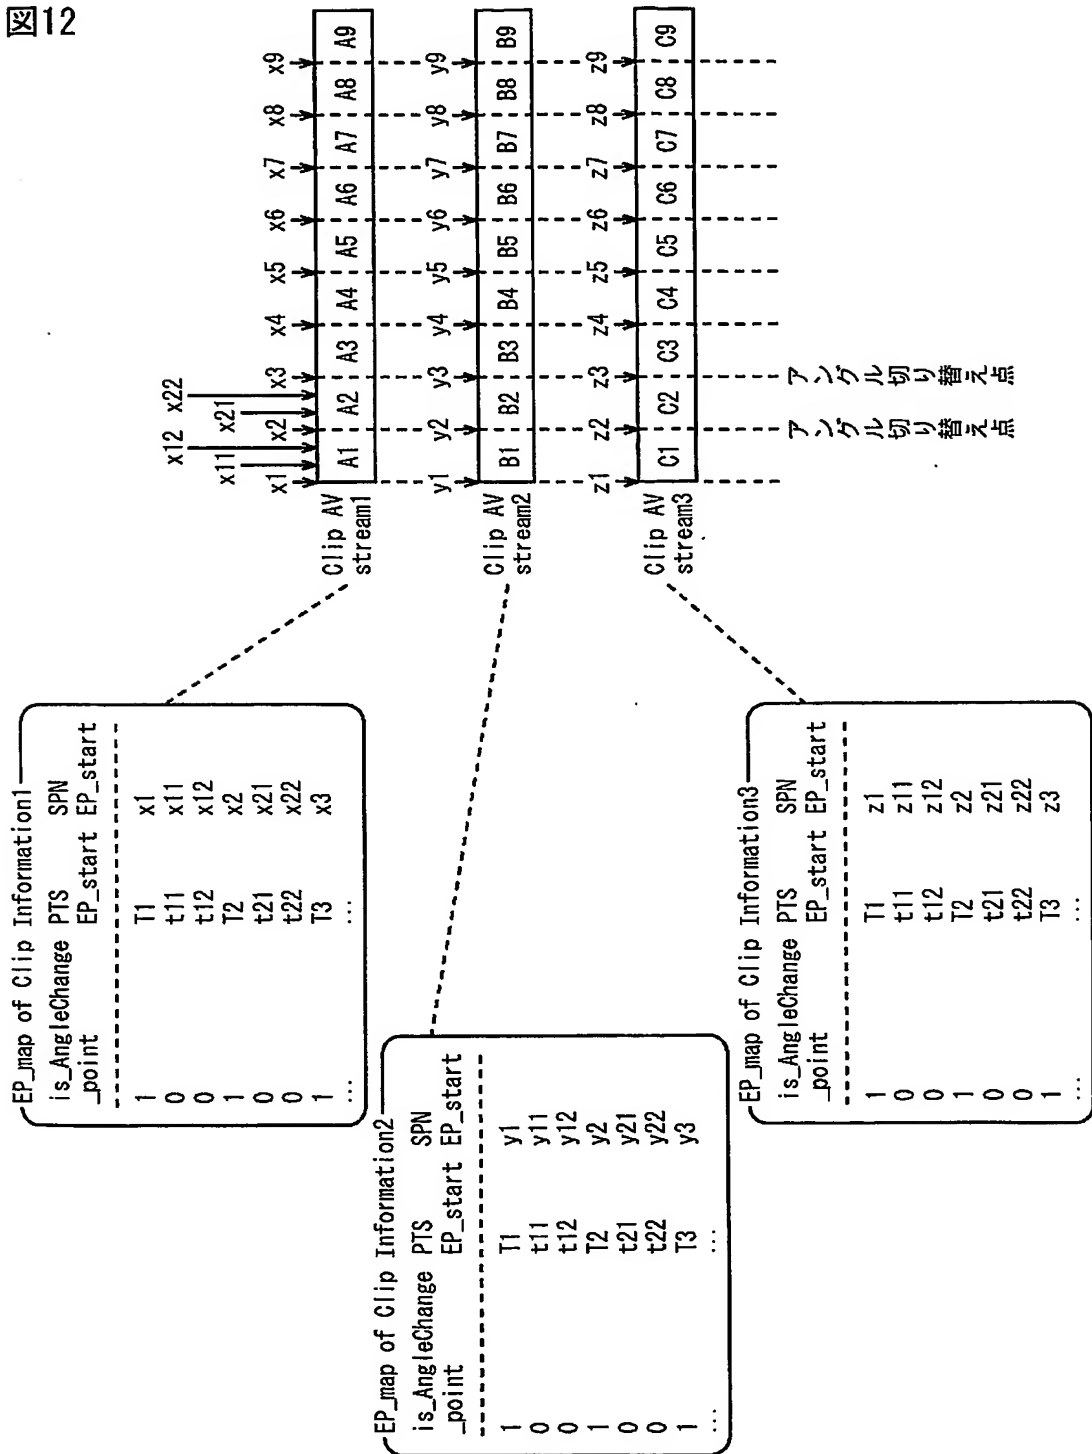 図12
EP_map of Clip Information1
is_AngleChange PTS SPN
_point EP_start EP_start
1 T1 x1
0 t11 x11
0 t12 x12
1 T2 x2
0 t21 x21
0 t22 x22
1 T3 x3
... ...
EP_map of Clip Information2
is_AngleChange PTS SPN
_point EP_start EP_start
1 T1 y1
0 t11 y11
0 t12 y12
1 T2 y2
0 t21 y21
0 t22 y22
1 T3 y3
... ...
EP_map of Clip Information3
is_AngleChange PTS SPN
_point EP_start EP_start
1 T1 z1
0 t11 z11
0 t12 z12
1 T2 z2
0 t21 z21
0 t22 z22
1 T3 z3
... ...
x12 x22
x11 x21
x1 x2 x3 x4 x5 x6 x7 x8 x9
Clip AV
stream1
A1 A2 A3 A4 A5 A6 A7 A8 A9
y1 y2 y3 y4 y5 y6 y7 y8 y9
Clip AV
stream2
B1 B2 B3 B4 B5 B6 B7 B8 B9
z1 z2 z3 z4 z5 z6 z7 z8 z9
Clip AV
stream3
C1 C2 C3 C4 C5 C6 C7 C8 C9
アングル切り替え点
アングル切り替え点